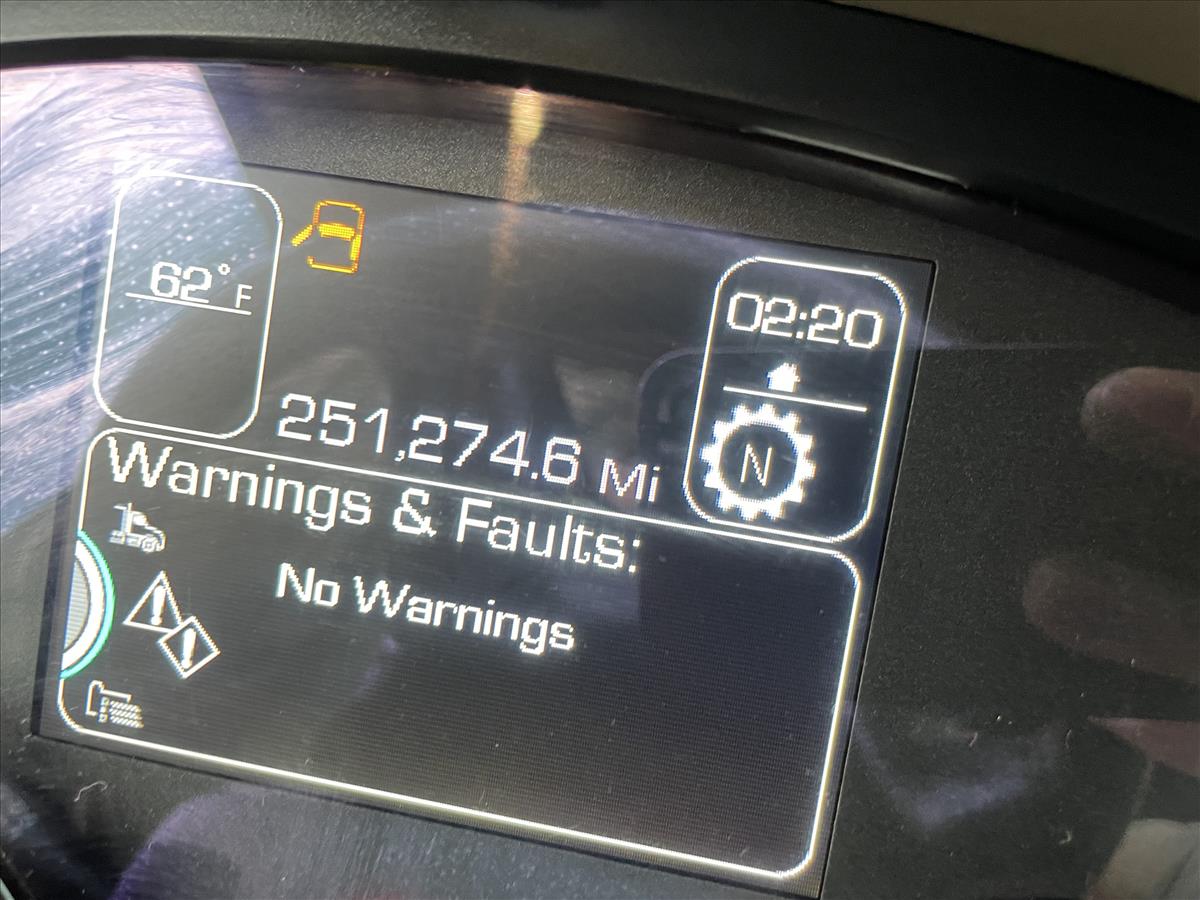 62° F
02:20
251,274.6 Mi
N
Warnings & Faults:
No Warnings